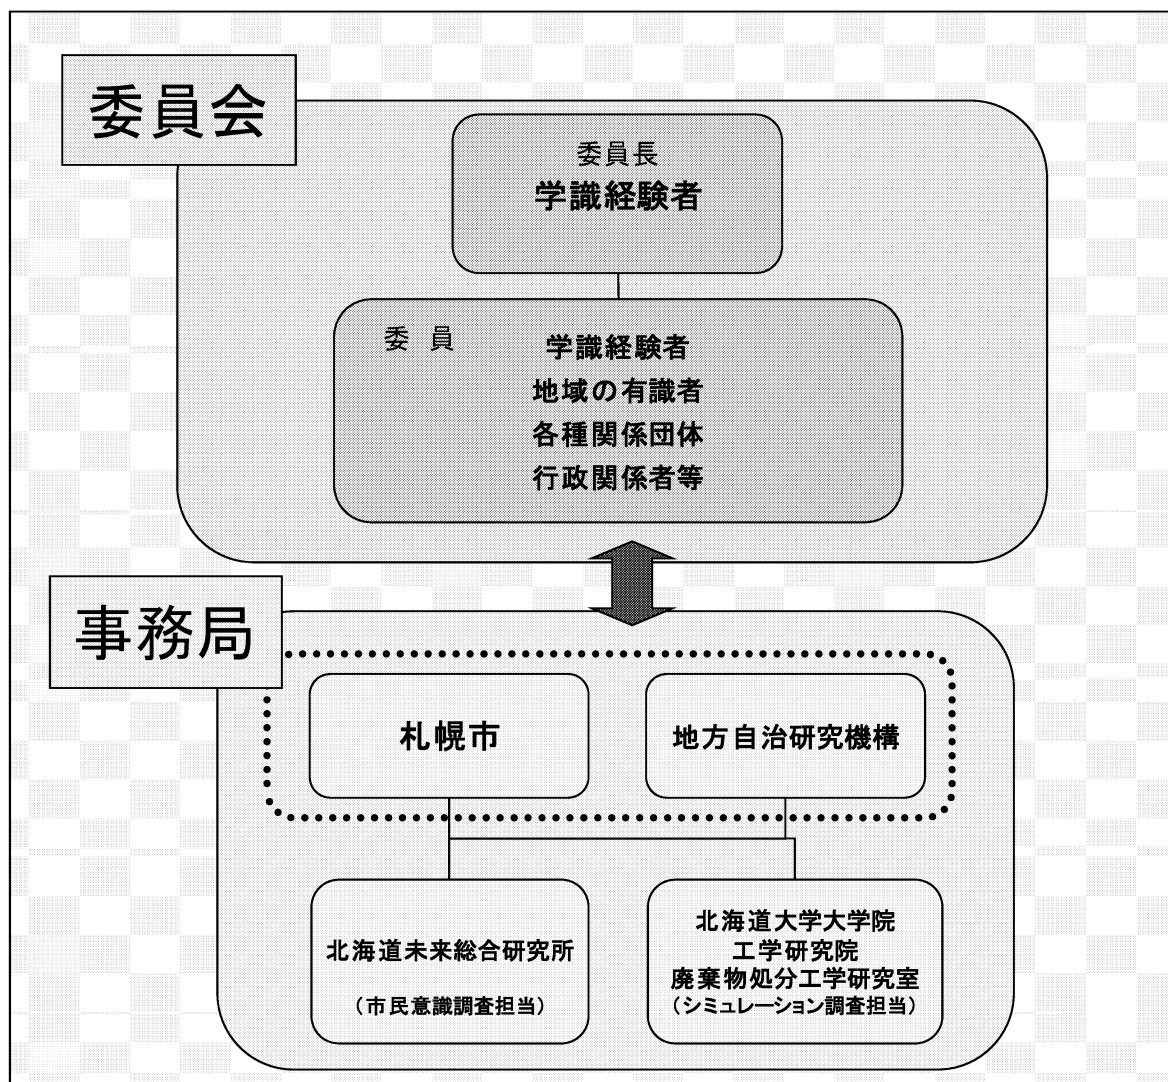 委員会
委員長
学識経験者
委 員
学識経験者
地域の有識者
各種関係団体
行政関係者等
事務局
札幌市
地方自治研究機構
北海道未来総合研究所
（市民意識調査担当）
北海道大学大学院
工学研究院
廃棄物処分工学研究室
（シミュレーション調査担当）